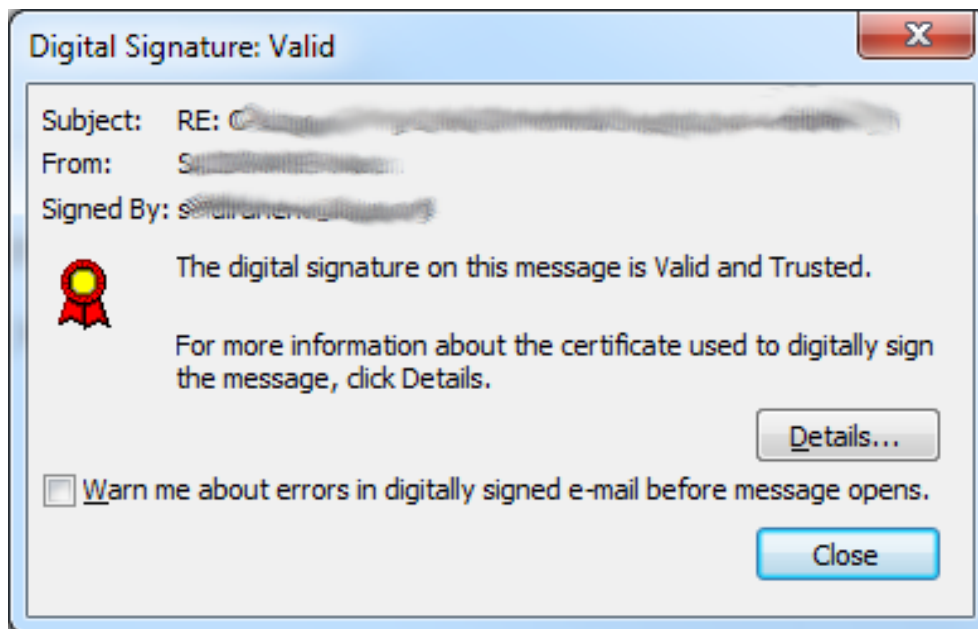 Digital Signature: Valid
Subject: RE:
From:
Signed By:
The digital signature on this message is Valid and Trusted.
For more information about the certificate used to digitally sign
the message, click Details.
Details...
Warn me about errors in digitally signed e-mail before message opens.
Close